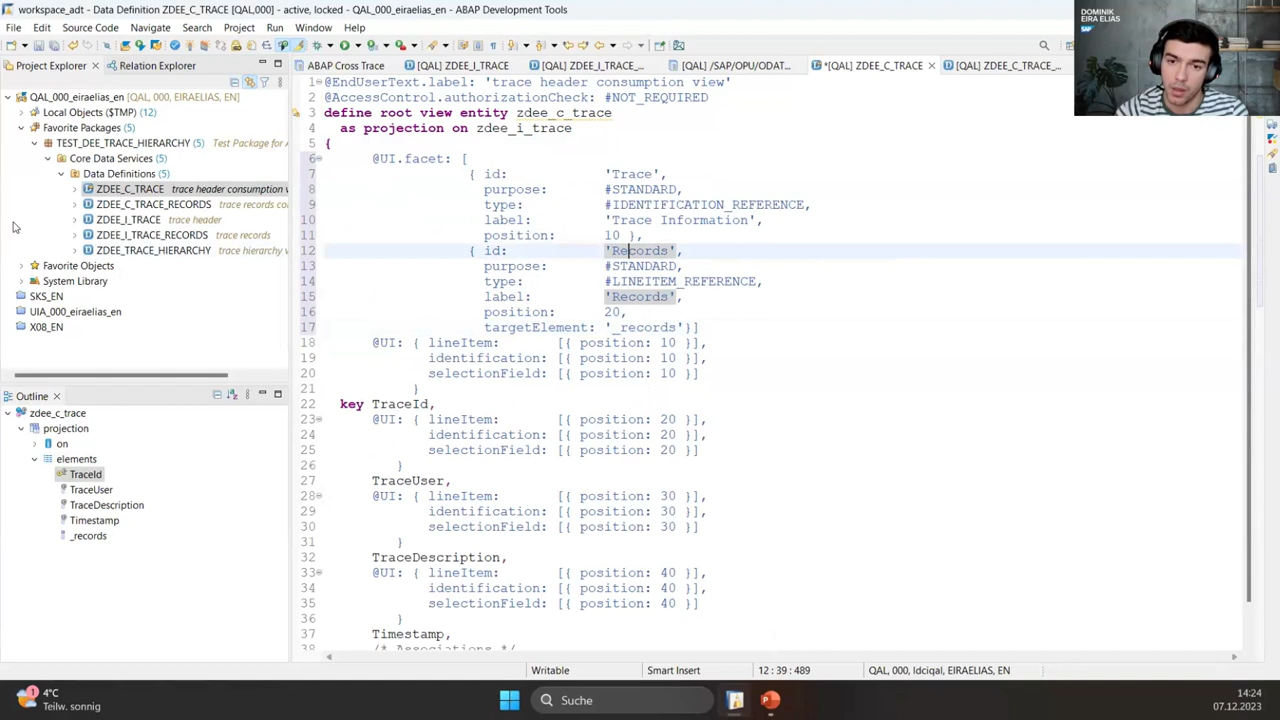 workspace_adt - Data Definition ZDEE_C_TRACE [QAL,000] - active, locked - QAL_000_eiraelias_en - ABAP Development Tools
DOMINIK
EIRA ELIAS
SAP
File Edit Source Code Navigate Search Project Project Run Window Help
Project Explorer Relation Explorer
ABAP Cross Trace [QAL] ZDEE_I_TRACE [QAL] ZDEE_I_TRACE_... [QAL] /SAP/OPU/ODAT... *[QAL] ZDEE_C_TRACE [QAL] ZDEE_C_TRACE_...
QAL_000_eiraelias_en [QAL, 000, EIRAELIAS, EN]
Local Objects ($TMP) (12)
Favorite Packages (5)
TEST_DEE_TRACE_HIERARCHY (5) Test Package for A
Core Data Services (5)
Data Definitions (5)
ZDEE_C_TRACE trace header consumption v
ZDEE_C_TRACE_RECORDS trace records con
ZDEE_I_TRACE trace header
ZDEE_I_TRACE_RECORDS trace records
ZDEE_TRACE_HIERARCHY trace hierarchy w
Favorite Objects
System Library
SKS_EN
UIA_000_eiraelias_en
X08_EN
Outline
zdee_c_trace
projection
on
elements
TraceId
TraceUser
TraceDescription
Timestamp
_records
1 @EndUserText.label: 'trace header consumption view'
2 @AccessControl.authorizationCheck: #NOT_REQUIRED
3 define root view entity zdee_c_trace
4 as projection on zdee_i_trace
5 {
6 @UI.facet: [
7 { id: 'Trace',
8 purpose: #STANDARD,
9 type: #IDENTIFICATION_REFERENCE,
10 label: 'Trace Information',
11 position: 10 },
12 { id: 'Records',
13 purpose: #STANDARD,
14 type: #LINEITEM_REFERENCE,
15 label: 'Records',
16 position: 20,
17 targetElement: '_records'}]
18 @UI: { lineItem: [{ position: 10 }],
19 identification: [{ position: 10 }],
20 selectionField: [{ position: 10 }]
21 }
22 key TraceId,
23 @UI: { lineItem: [{ position: 20 }],
24 identification: [{ position: 20 }],
25 selectionField: [{ position: 20 }]
26 }
27 TraceUser,
28 @UI: { lineItem: [{ position: 30 }],
29 identification: [{ position: 30 }],
30 selectionField: [{ position: 30 }]
31 }
32 TraceDescription,
33 @UI: { lineItem: [{ position: 40 }],
34 identification: [{ position: 40 }],
35 selectionField: [{ position: 40 }]
36 }
37 Timestamp,
38 /* Associations */
Writable Smart Insert 12 : 39 : 489 QAL, 000, ldciqal, EIRAELIAS, EN
1
4°C
Teilw. sonnig
Suche
14:24
07.12.2023